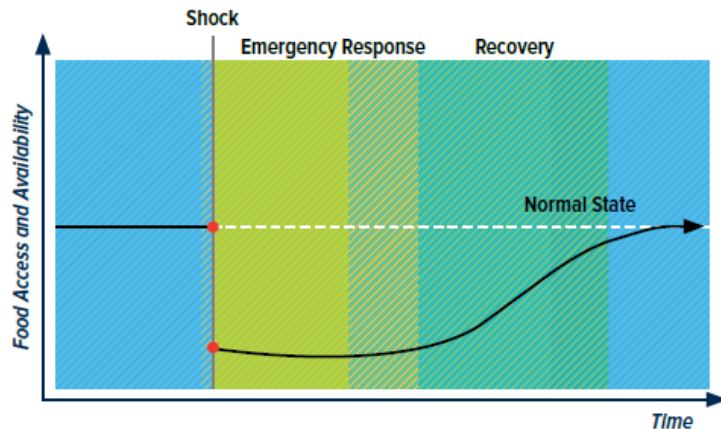 Shock
Emergency Response
Recovery
Normal State
Food Access and Availability
Time